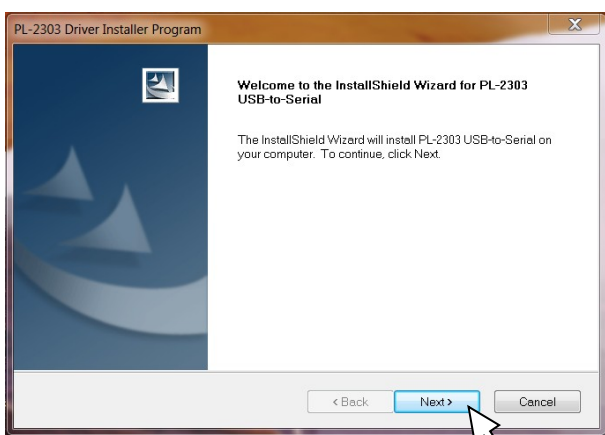 PL-2303 Driver Installer Program
Welcome to the InstallShield Wizard for PL-2303
USB-to-Serial
The InstallShield Wizard will install PL-2303 USB-to-Serial on
your computer. To continue, click Next.
< Back
Next >
Cancel